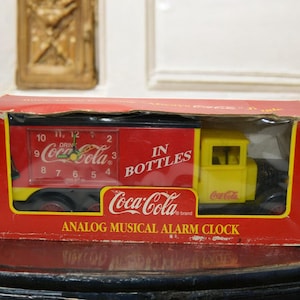 11 12 1
10 2
DRINK
Coca-Cola
9 3
8 4
7 6 5
IN
BOTTLES
Coca-Cola
Coca-Cola
brand
ANALOG MUSICAL ALARM CLOCK